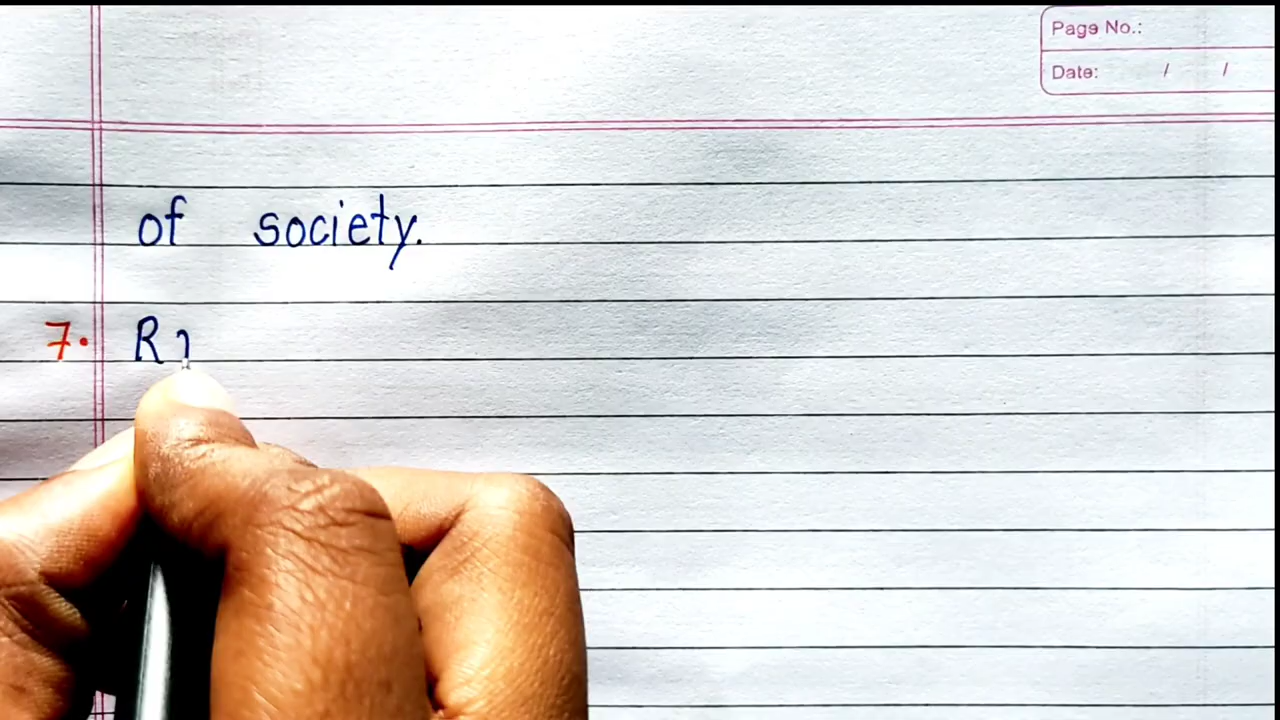 Page No.:
Date: / /
of society.
7. R